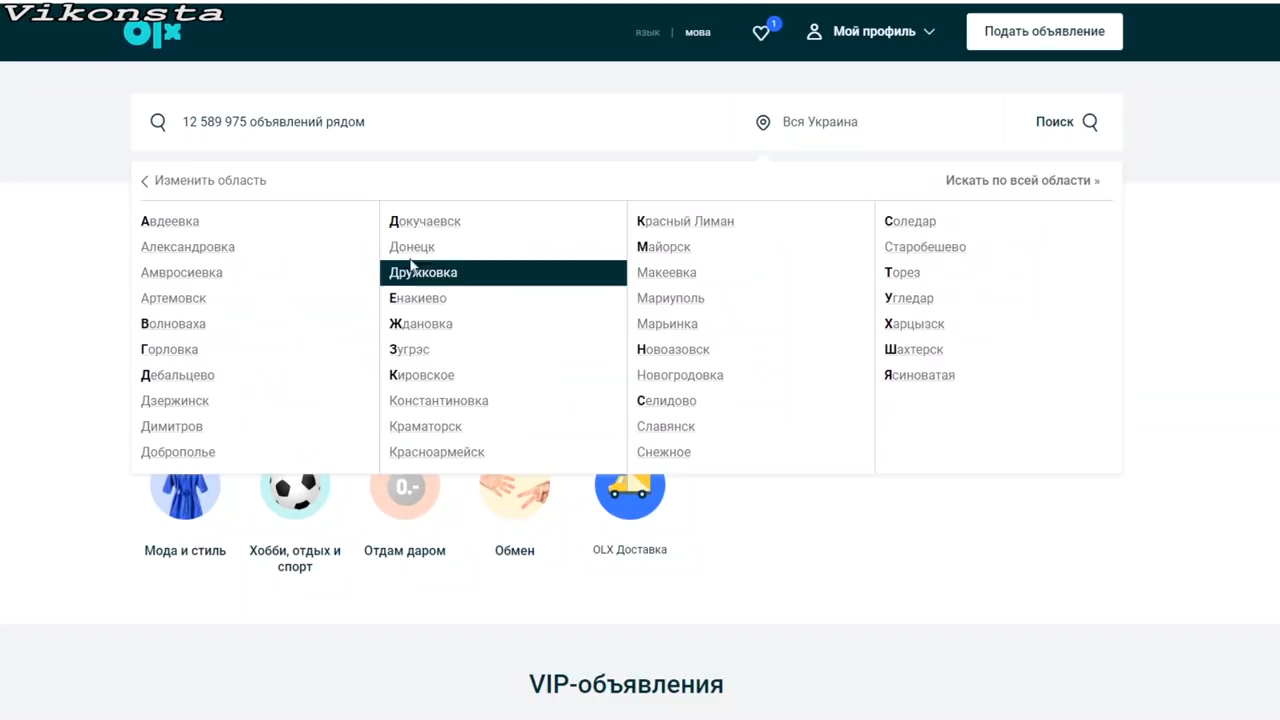 Vikonsta
olx
язык | мова
1
Мой профиль
Подать объявление
12 589 975 объявлений рядом
Вся Украина
Поиск
Изменить область
Искать по всей области »
Авдеевка
Александровка
Амвросиевка
Артемовск
Волноваха
Горловка
Дебальцево
Дзержинск
Димитров
Доброполье
Докучаевск
Донецк
Дружковка
Енакиево
Ждановка
Зугрэс
Кировское
Константиновка
Краматорск
Красноармейск
Красный Лиман
Майорск
Макеевка
Мариуполь
Марьинка
Новоазовск
Новогродовка
Селидово
Славянск
Снежное
Соледар
Старобешево
Торез
Угледар
Харцызск
Шахтерск
Ясиноватая
0.-
Мода и стиль
Хобби, отдых и
спорт
Отдам даром
Обмен
OLX Доставка
VIP-объявления